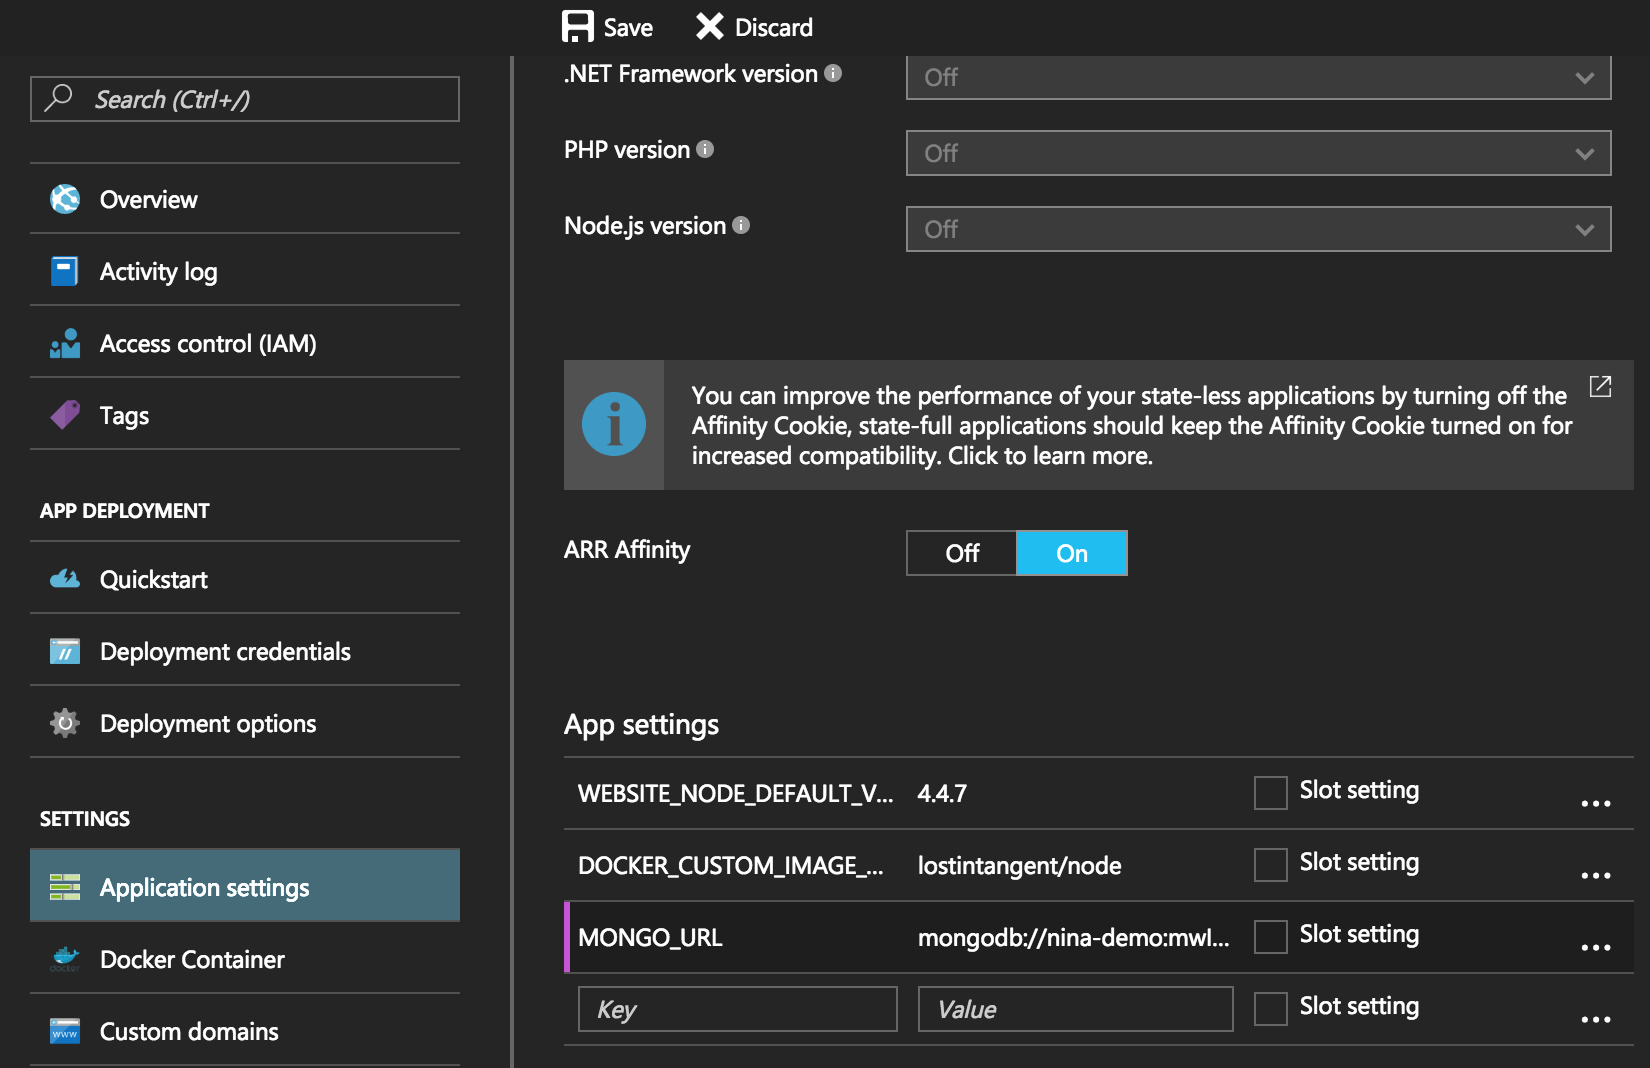 Save
Discard
Search (Ctrl+/)
Overview
Activity log
Access control (IAM)
Tags
APP DEPLOYMENT
Quickstart
Deployment credentials
Deployment options
SETTINGS
Application settings
docker
Docker Container
www
Custom domains
.NET Framework version
Off
PHP version
Off
Node.js version
Off
You can improve the performance of your state-less applications by turning off the
Affinity Cookie, state-full applications should keep the Affinity Cookie turned on for
increased compatibility. Click to learn more.
ARR Affinity
Off
On
App settings
WEBSITE_NODE_DEFAULT_V...
4.4.7
Slot setting
DOCKER_CUSTOM_IMAGE_...
lostintangent/node
Slot setting
MONGO_URL
mongodb://nina-demo:mwI...
Slot setting
Key
Value
Slot setting